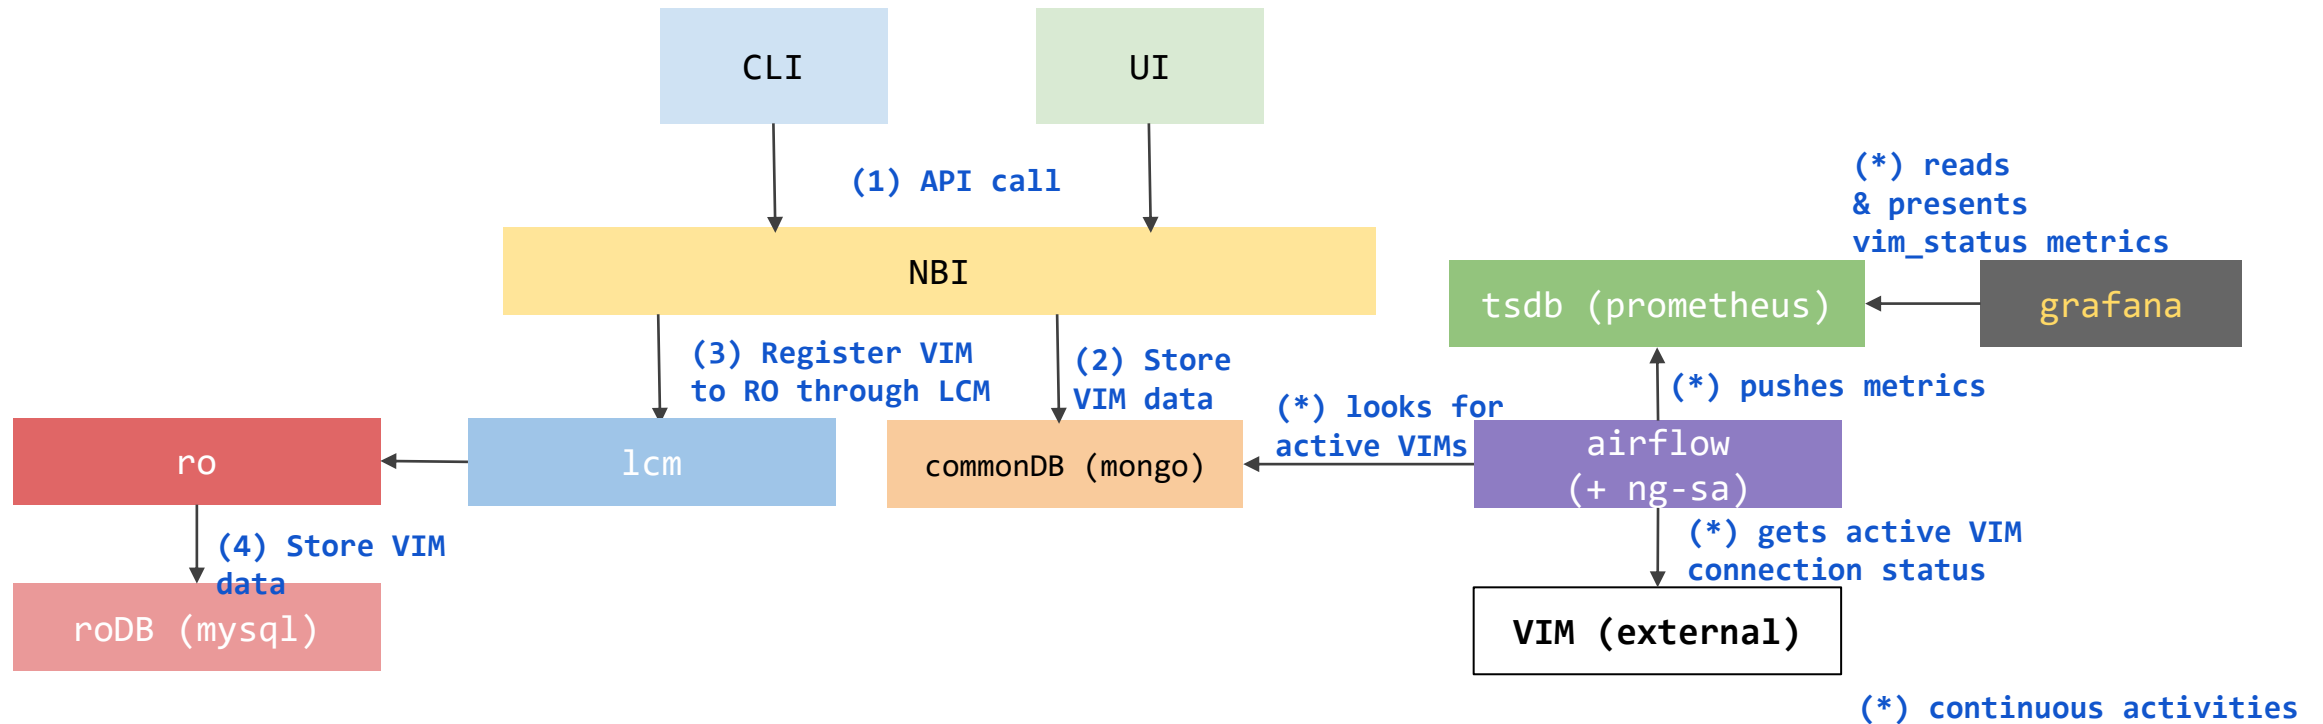 CLI
UI
(1) API call
(*) reads
& presents
vim_status metrics
NBI
tsdb (prometheus)
grafana
(3) Register VIM
to RO through LCM
(2) Store
VIM data
(*) pushes metrics
(*) looks for
active VIMs
ro
lcm
commonDB (mongo)
airflow
(+ ng-sa)
(4) Store VIM
data
(*) gets active VIM
connection status
roDB (mysql)
VIM (external)
(*) continuous activities